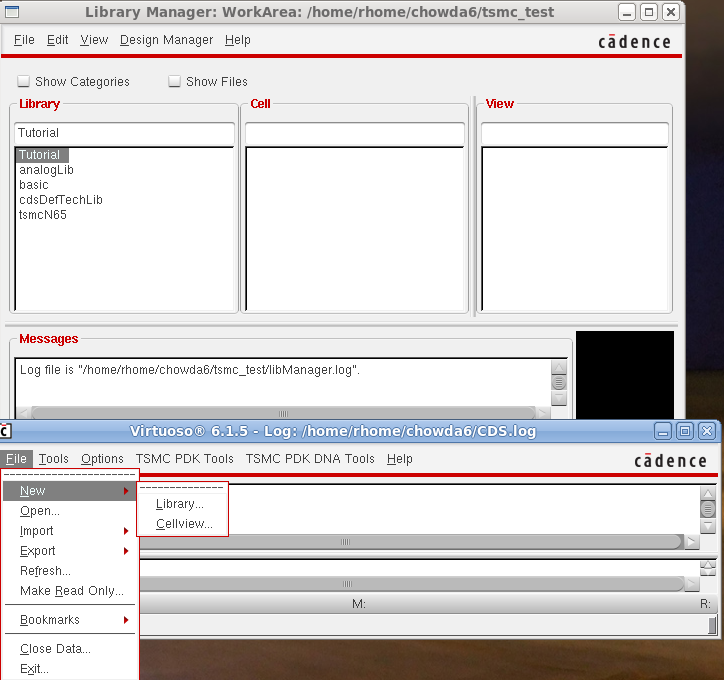 Library Manager: WorkArea: /home/rhome/chowda6/tsmc_test
File Edit View Design Manager Help
cādence
Show Categories Show Files
Library Cell View
Tutorial
Tutorial
analogLib
basic
cdsDefTechLib
tsmcN65
Messages
Log file is "/home/rhome/chowda6/tsmc_test/libManager.log".
Virtuoso® 6.1.5 - Log: /home/rhome/chowda6/CDS.log
File Tools Options TSMC PDK Tools TSMC PDK DNA Tools Help
cādence
New
Library...
Cellview...
Open...
Import
Export
Refresh...
Make Read Only...
M: R:
Bookmarks
Close Data...
Exit...